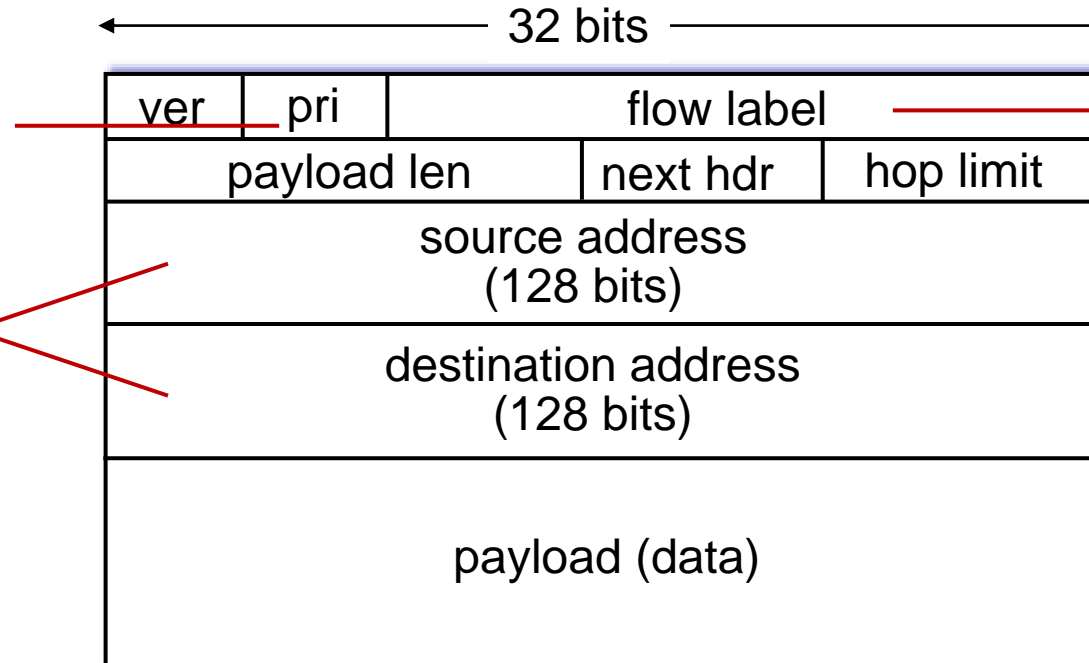 32 bits
ver pri flow label
payload len next hdr hop limit
source address
(128 bits)
destination address
(128 bits)
payload (data)